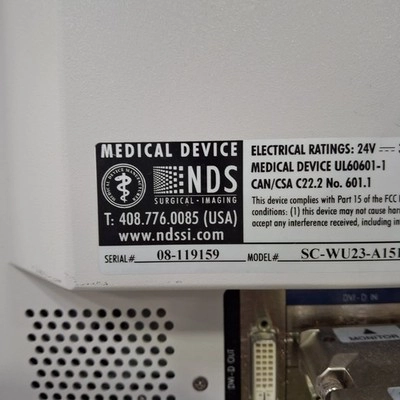 MEDICAL DEVICE
NDS
SURGICAL · IMAGING
T: 408.776.0085 (USA)
www.ndssi.com
ELECTRICAL RATINGS: 24V
MEDICAL DEVICE UL60601-1
CAN/CSA C22.2 No. 601.1
This device complies with Part 15 of the FCC
conditions: (1) this device may not cause
accept any interference received, including
SERIAL# 08-119159 MODEL# SC-WU23-A151
DVI-D IN
DVI-D OUT
MONITOR